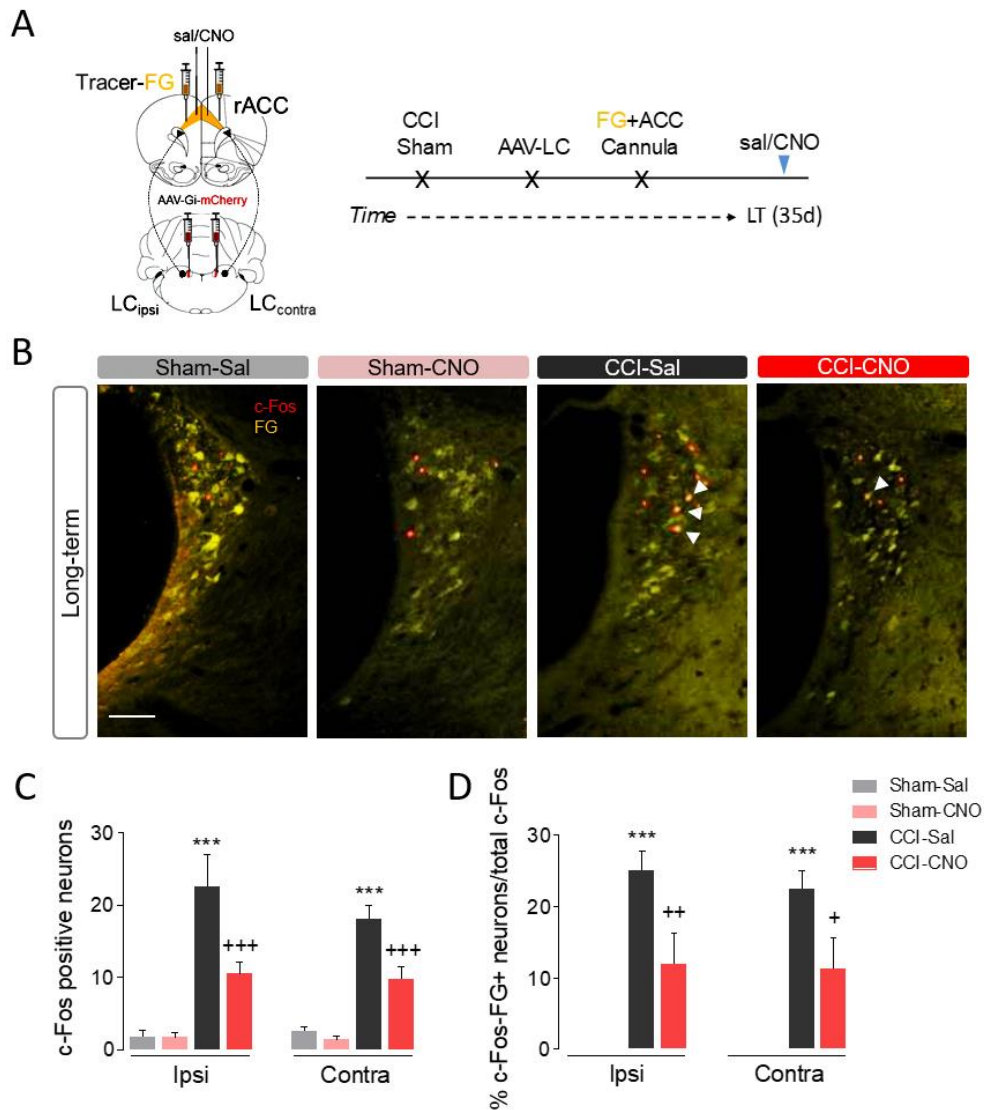 A
sal/CNO
Tracer-FG
rACC
AAV-Gi-mCherry
LCipsi
LCcontra
CCI
Sham
AAV-LC
FG+ACC
Cannula
sal/CNO
Time
LT (35d)
B
Sham-Sal
Sham-CNO
CCI-Sal
CCI-CNO
Long-term
c-Fos
FG
C
c-Fos positive neurons
30
20
10
0
***
+++
***
+++
Ipsi
Contra
D
% c-Fos-FG+ neurons/total c-Fos
30
20
10
0
***
++
***
+
Ipsi
Contra
Sham-Sal
Sham-CNO
CCI-Sal
CCI-CNO